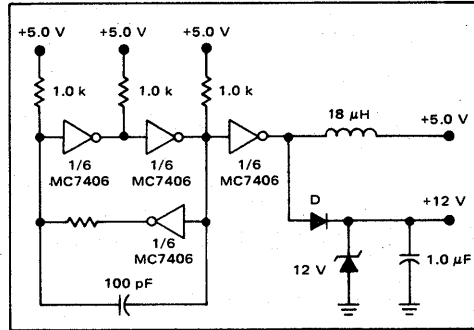 +5.0 V +5.0 V +5.0 V
1.0 k 1.0 k 1.0 k
18 µH
+5.0 V
1/6
MC7406
1/6
MC7406
1/6
MC7406
D
+12 V
1/6
MC7406
100 pF
12 V
1.0 µF